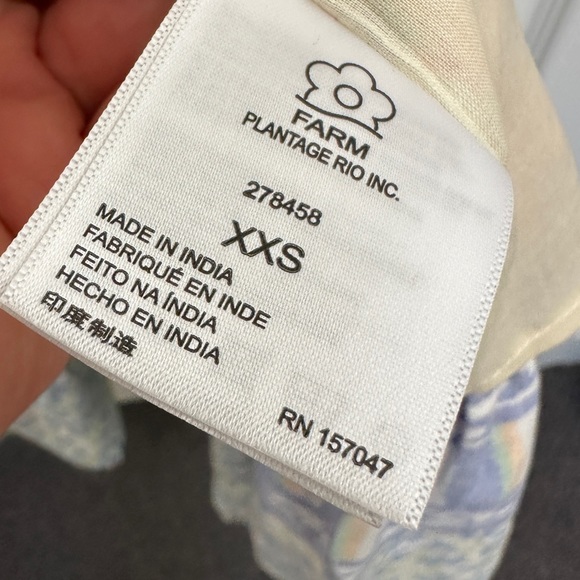 FARM
PLANTAGE RIO INC.
278458
XXS
MADE IN INDIA
FABRIQUÉ EN INDE
FEITO NA ÍNDIA
HECHO EN INDIA
印度制造
RN 157047